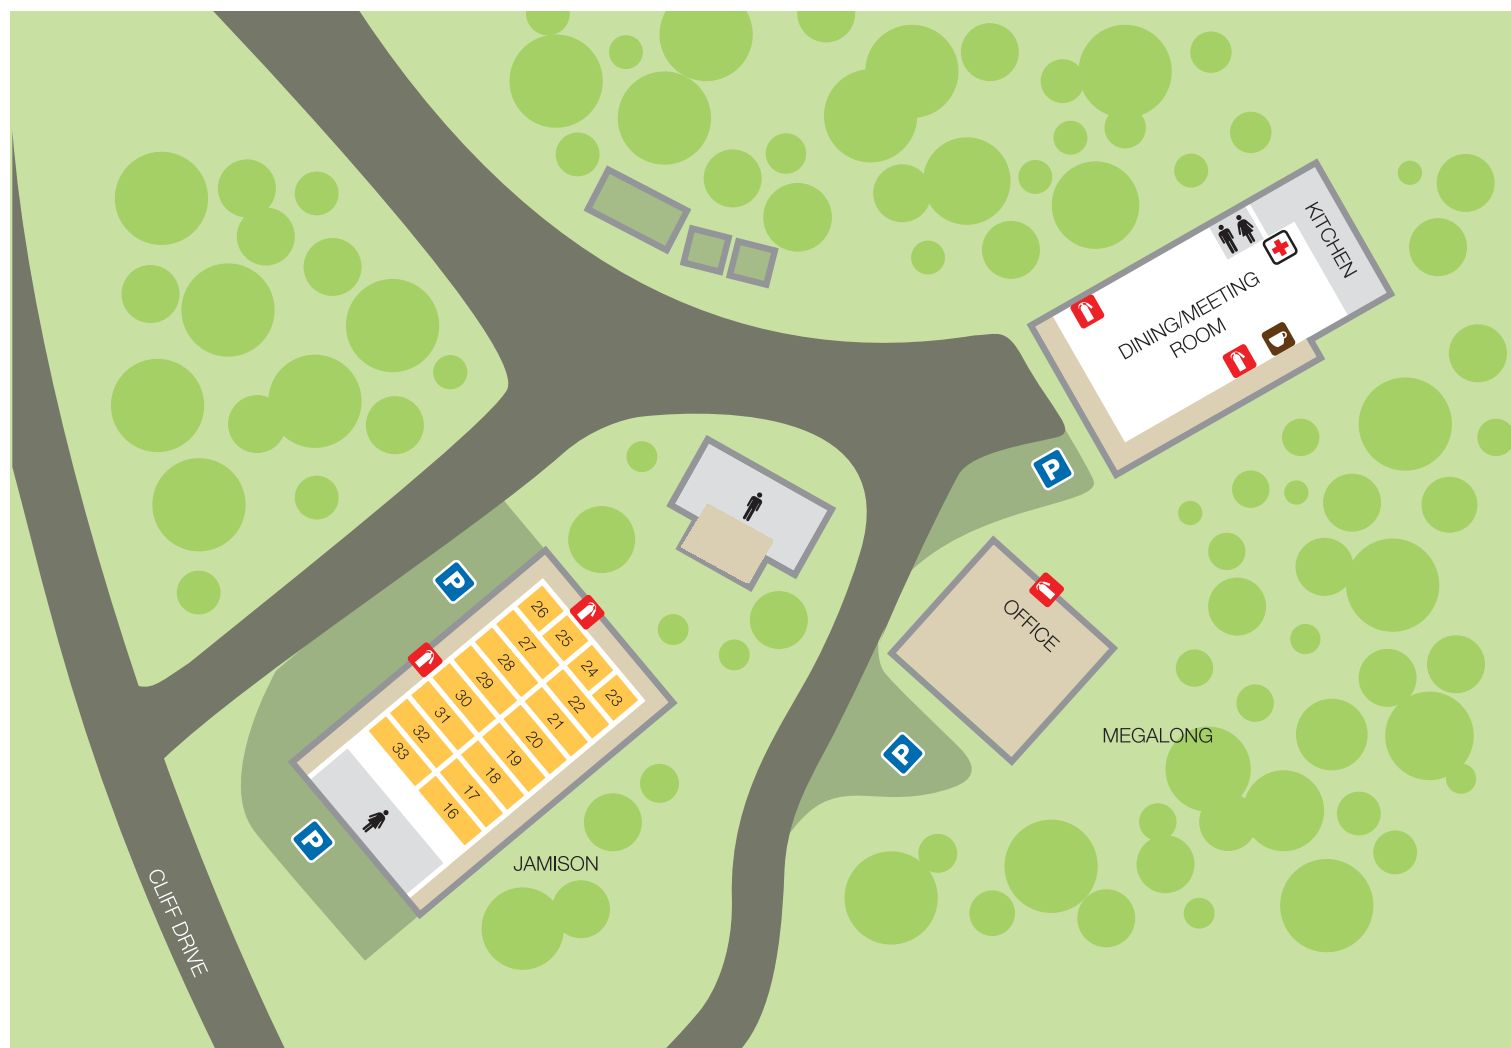 KITCHEN
DINING/MEETING
ROOM
P
P
OFFICE
26
25
27
24
28
23
29
22
30
21
31
20
32
19
33
18
17
16
MEGALONG
P
P
JAMISON
CLIFF DRIVE